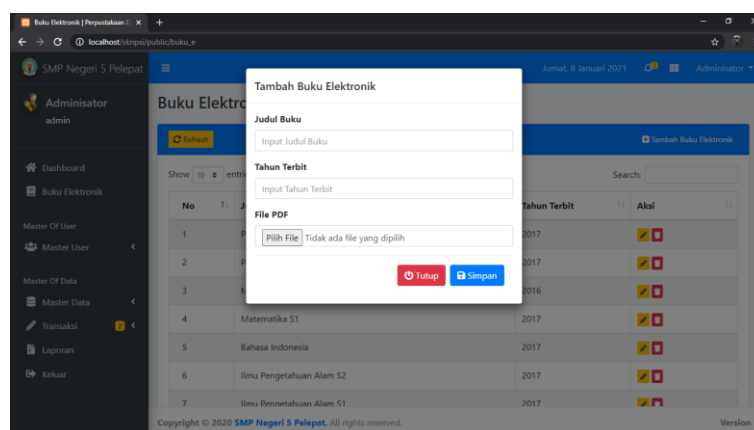 Buku Elektronik | Perpustakaan
localhost/skripsi/public/buku_e
SMP Negeri 5 Pelepat
Jumat, 8 Januari 2021
Adminisator
Adminisator
admin
Dashboard
Buku Elektronik
Master Of User
Master User
Master Of Data
Master Data
Transaksi 2
Laporan
Keluar
Buku Elektro
Refresh
Tambah Buku Elektronik
Show 10 entri
Search:
No
Tahun Terbit
Aksi
1 2017
2 2017
3 2016
4 Matematika S1 2017
5 Bahasa Indonesia 2017
6 Ilmu Pengetahuan Alam S2 2017
7 Ilmu Pengetahuan Alam S1 2017
Tambah Buku Elektronik
Judul Buku
Input Judul Buku
Tahun Terbit
Input Tahun Terbit
File PDF
Pilih File Tidak ada file yang dipilih
Tutup Simpan
Copyright © 2020 SMP Negeri 5 Pelepat. All rights reserved.
Version